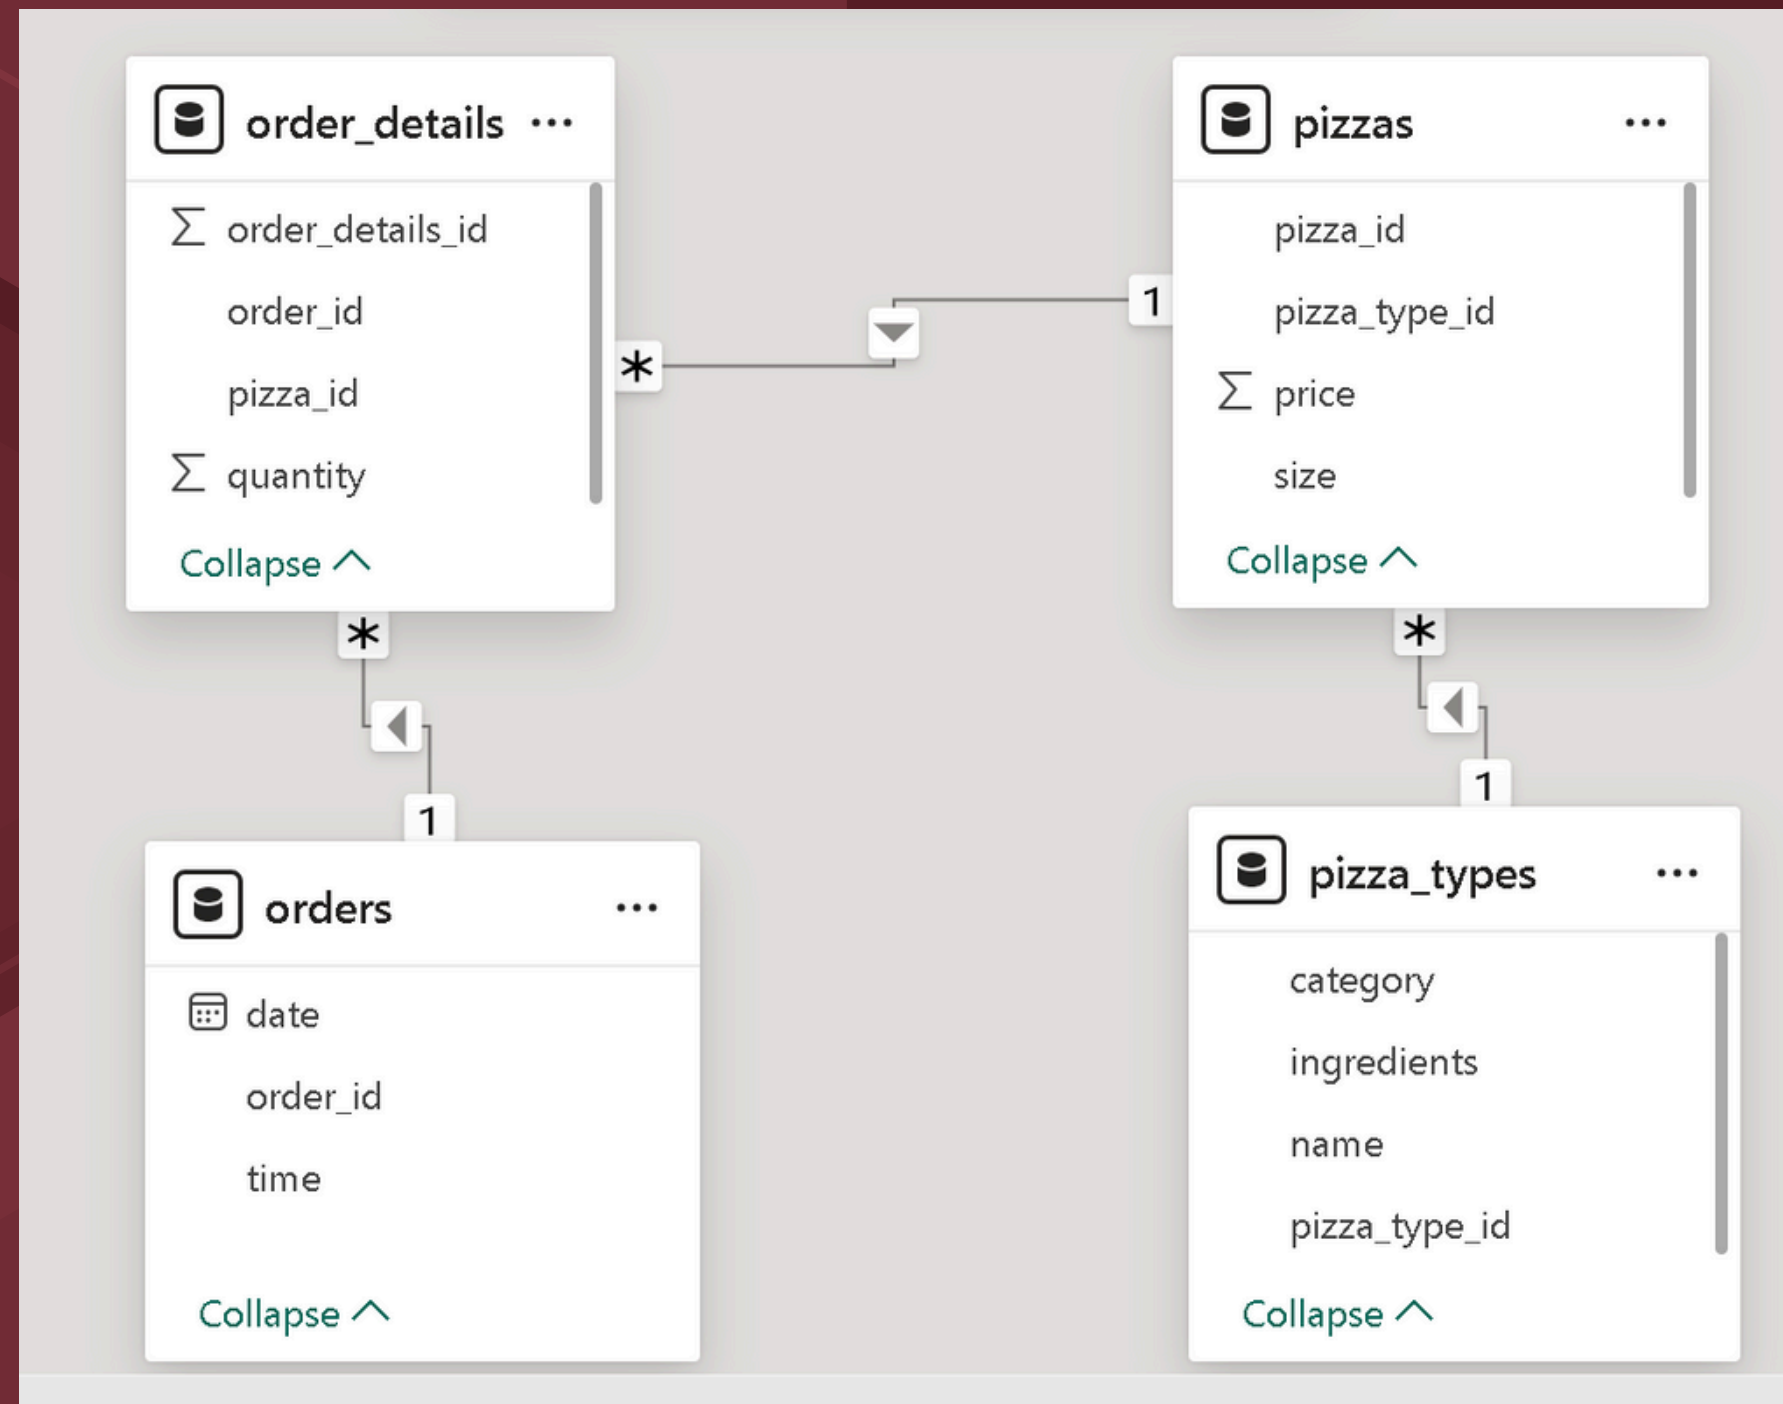 order_details ...
∑ order_details_id
order_id
pizza_id
∑ quantity
Collapse
*
1
pizzas ...
pizza_id
pizza_type_id
∑ price
size
Collapse
*
1
orders ...
date
order_id
time
Collapse
*
1
pizza_types ...
category
ingredients
name
pizza_type_id
Collapse